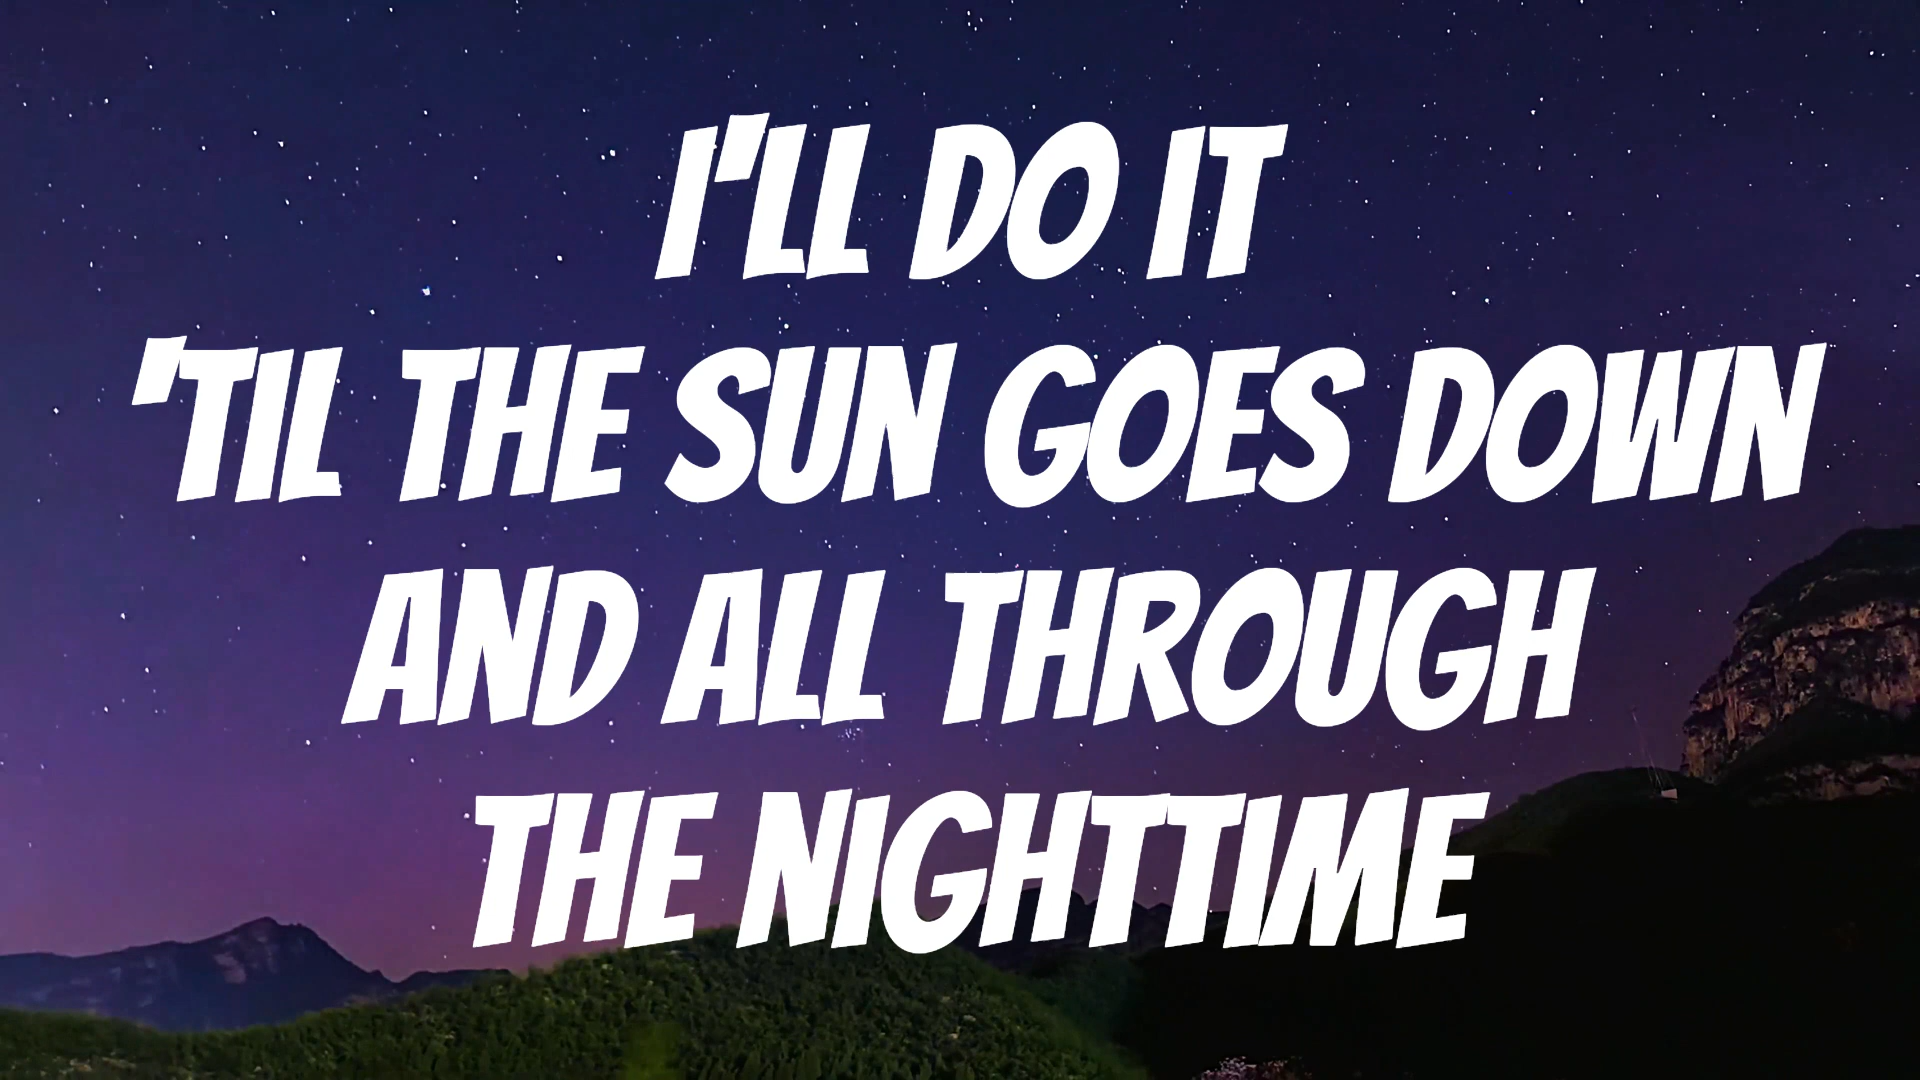 I'LL DO IT
'TIL THE SUN GOES DOWN
AND ALL THROUGH
THE NIGHTTIME